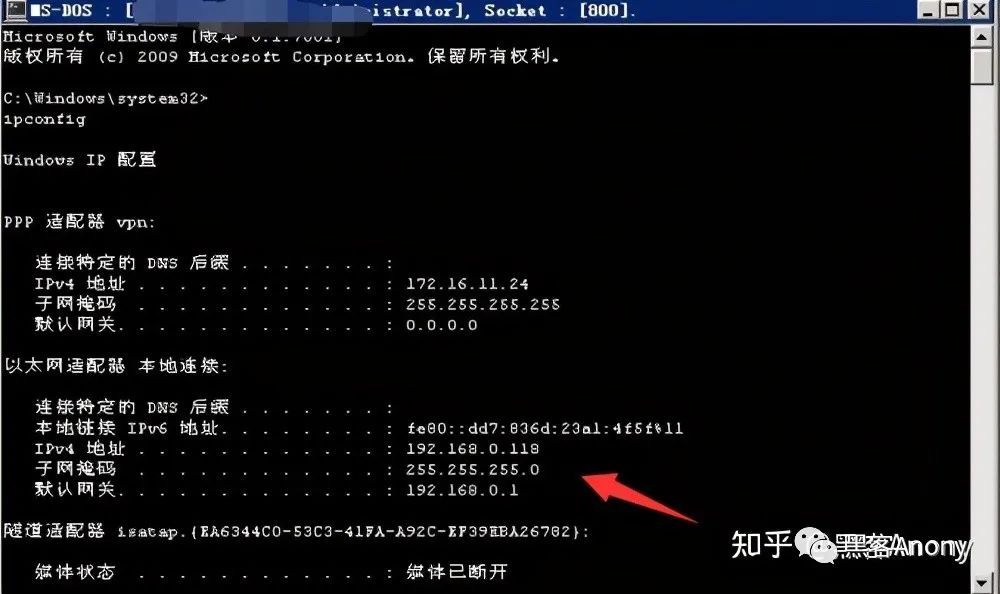 MS-DOS : [ istrator], Socket : [800].
Microsoft Windows [版本 6.1.7601]
版权所有 (c) 2009 Microsoft Corporation。保留所有权利。
C:\Windows\system32>
ipconfig
Windows IP 配置
PPP 适配器 vpn:
连接特定的 DNS 后缀 . . . . . . . :
IPv4 地址 . . . . . . . . . . . . : 172.16.11.24
子网掩码 . . . . . . . . . . . . : 255.255.255.255
默认网关. . . . . . . . . . . . . : 0.0.0.0
以太网适配器 本地连接:
连接特定的 DNS 后缀 . . . . . . . :
本地链接 IPv6 地址. . . . . . . . : fe80::dd7:836d:23a1:4f5f%11
IPv4 地址 . . . . . . . . . . . . : 192.168.0.118
子网掩码 . . . . . . . . . . . . : 255.255.255.0
默认网关. . . . . . . . . . . . . : 192.168.0.1
隧道适配器 isatap.{EA6344C0-53C3-41FA-A92C-EF39EBA26782}:
媒体状态 . . . . . . . . . . . . : 媒体已断开
知乎 @黑客Anony